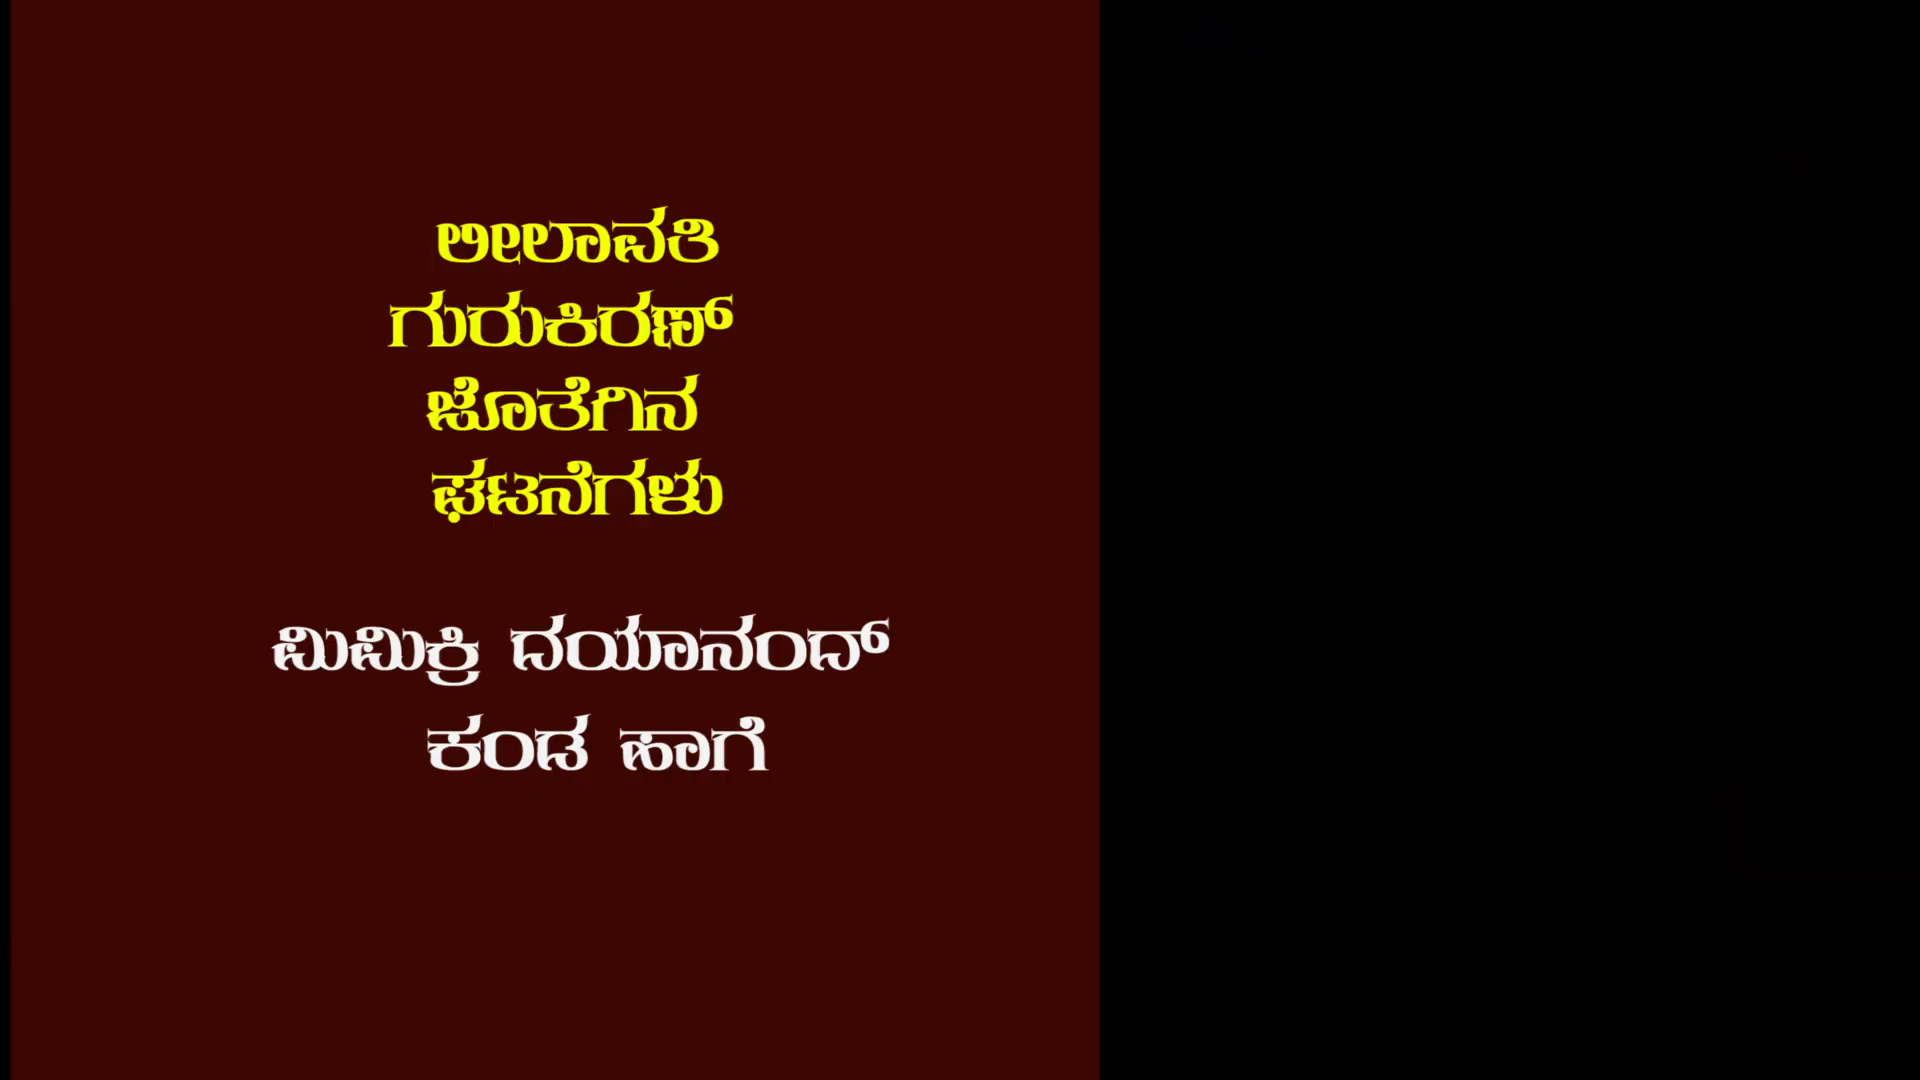 ಲೀಲಾವತಿ
ಗುರುಕಿರಣ್
ಜೊತೆಗಿನ
ಘಟನೆಗಳು
ಮಿಮಿಕ್ರಿ ದಯಾನಂದ್
ಕಂಡ ಹಾಗೆ